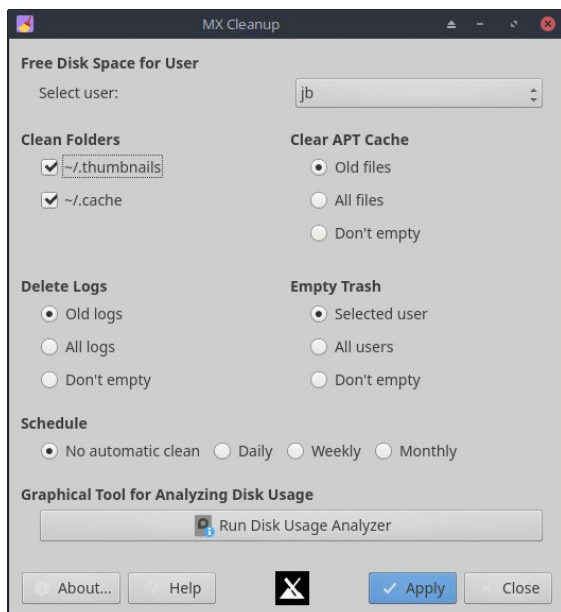 MX Cleanup
Free Disk Space for User
Select user: jb
Clean Folders
~/.thumbnails
~/.cache
Clear APT Cache
Old files
All files
Don't empty
Delete Logs
Old logs
All logs
Don't empty
Empty Trash
Selected user
All users
Don't empty
Schedule
No automatic clean Daily Weekly Monthly
Graphical Tool for Analyzing Disk Usage
Run Disk Usage Analyzer
About... Help Apply Close